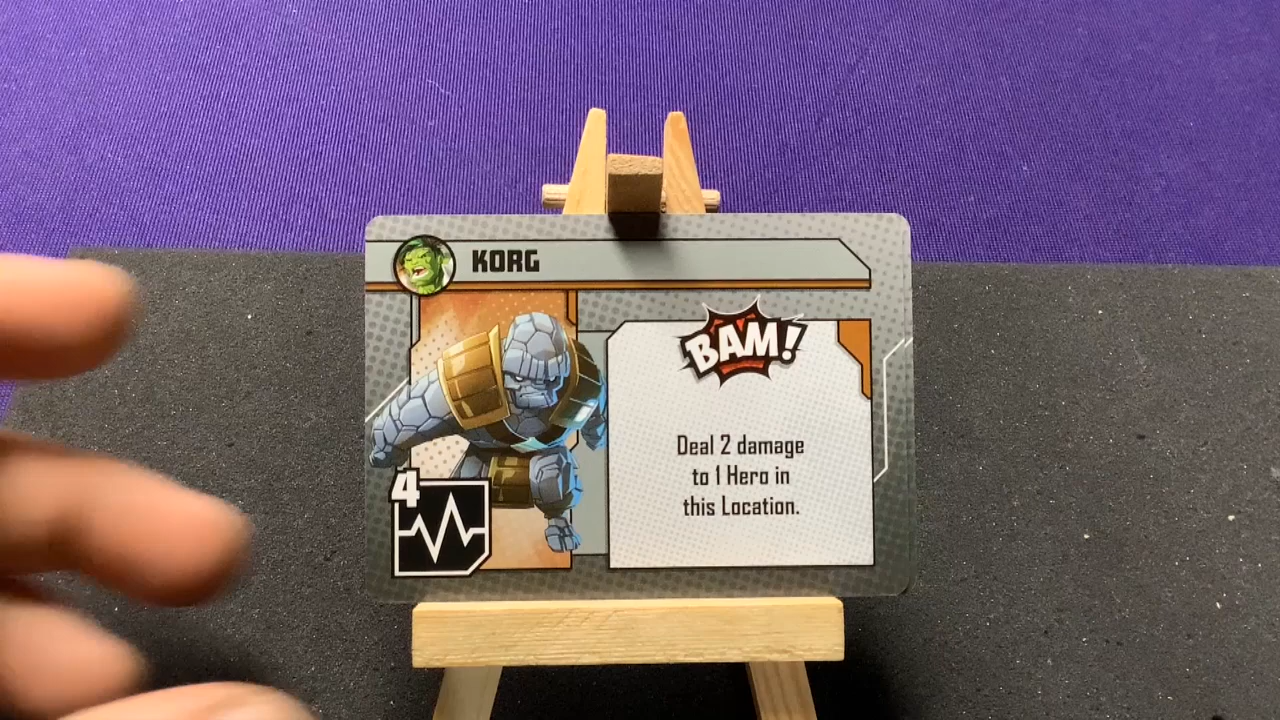 KORG
BAM!
Deal 2 damage
to 1 Hero in
this Location.
4